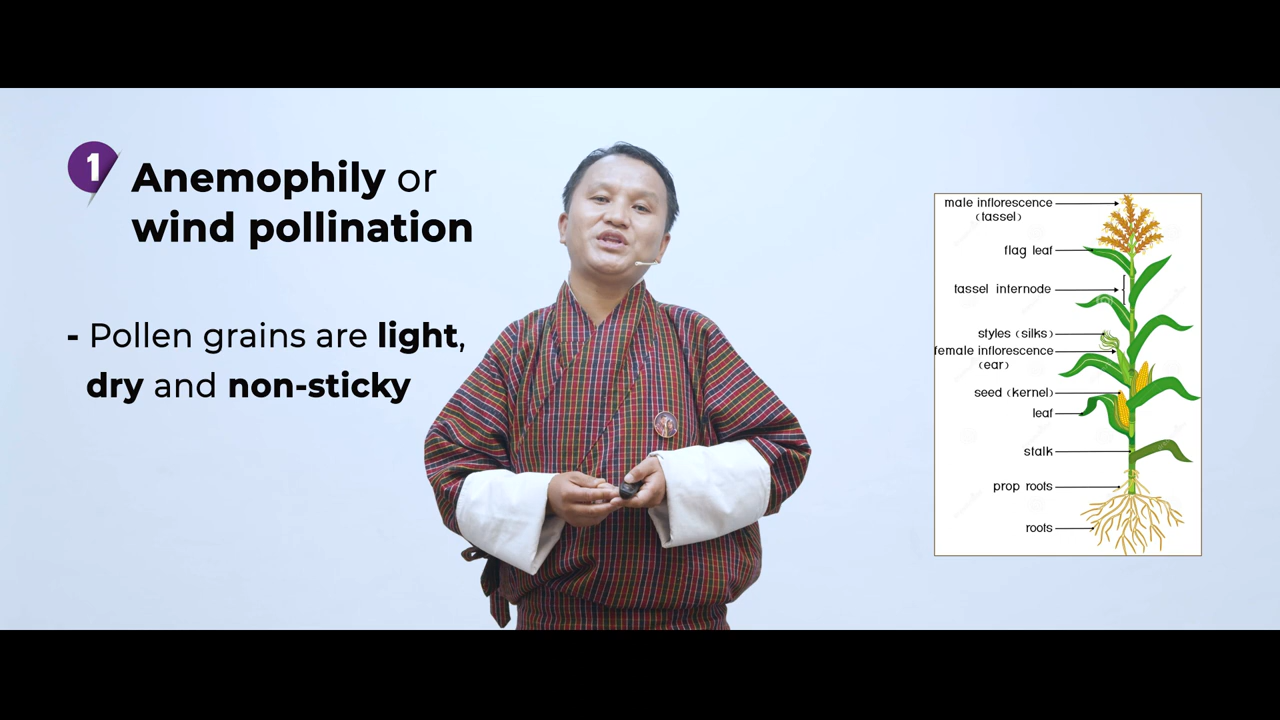 1
Anemophily or
wind pollination
- Pollen grains are light,
dry and non-sticky
male inflorescence
(tassel)
flag leaf
tassel internode
styles (silks)
female inflorescence
(ear)
seed (kernel)
leaf
stalk
prop roots
roots